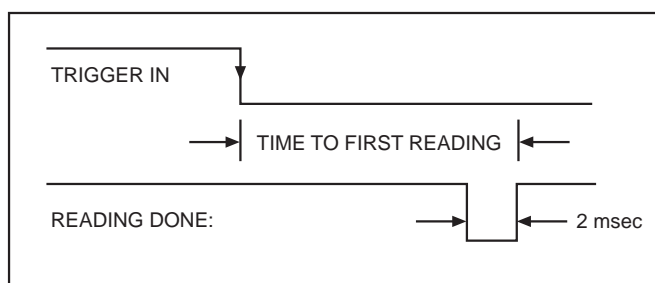 TRIGGER IN
TIME TO FIRST READING
READING DONE:
2 msec